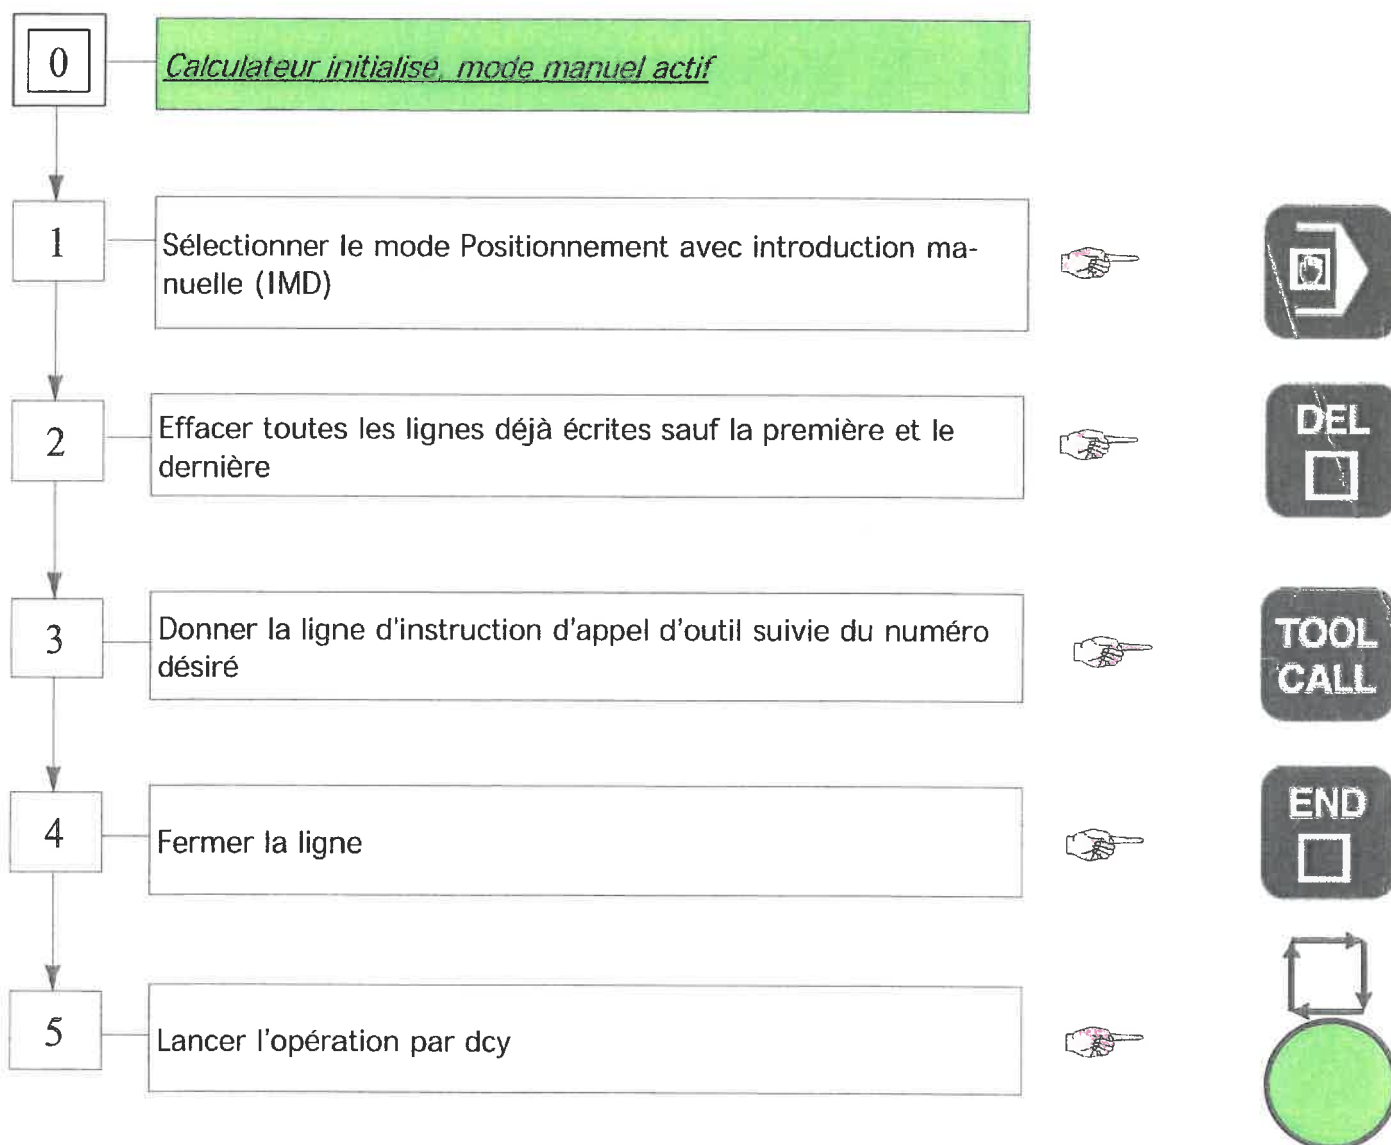 0
Calculateur initialisé, mode manuel actif
1
Sélectionner le mode Positionnement avec introduction ma-
nuelle (IMD)
2
Effacer toutes les lignes déjà écrites sauf la première et le
dernière
DEL
3
Donner la ligne d'instruction d'appel d'outil suivie du numéro
désiré
TOOL
CALL
4
Fermer la ligne
END
5
Lancer l'opération par dcy